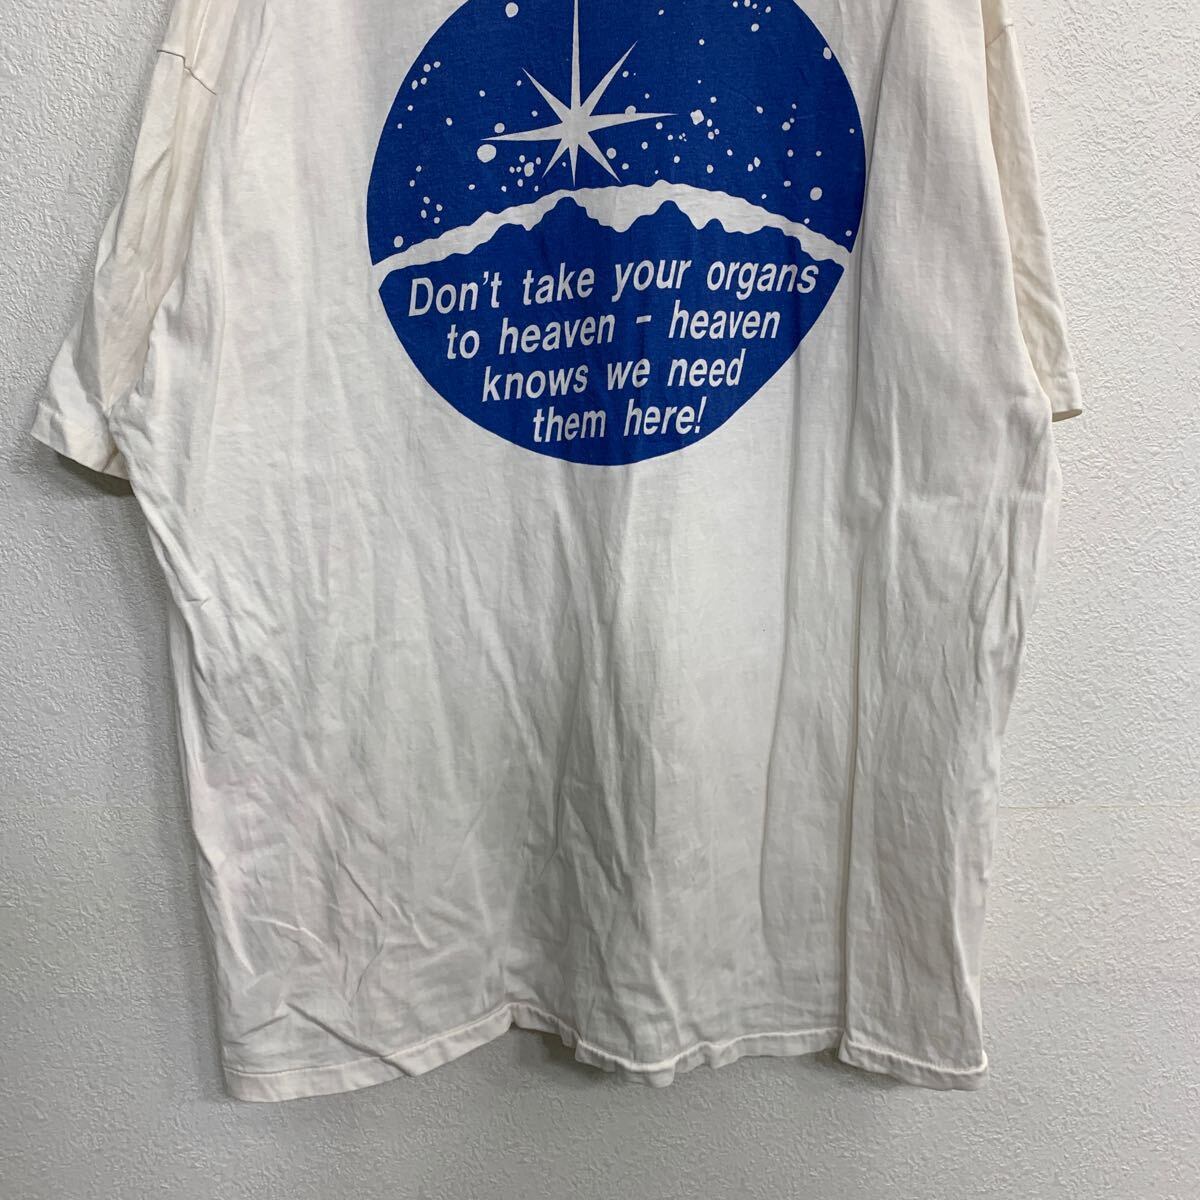 Don't take your organs
to heaven - heaven
knows we need
them here!